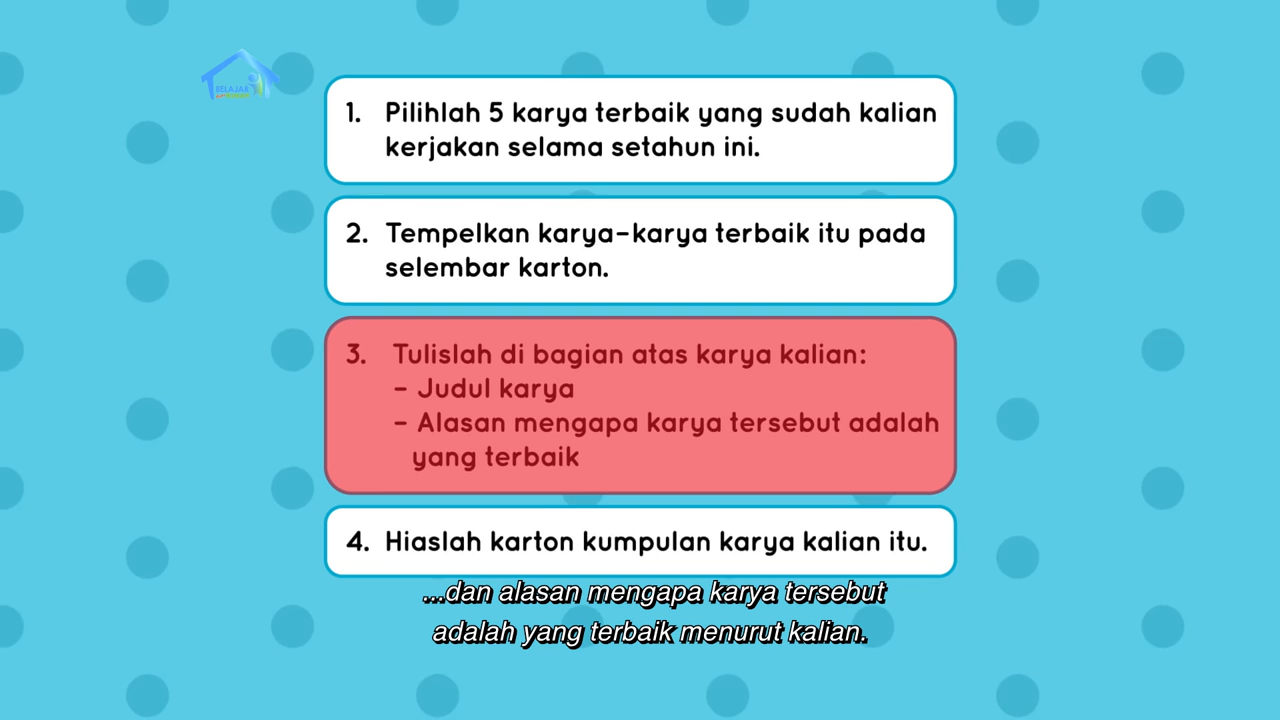 BELAJAR
1. Pilihlah 5 karya terbaik yang sudah kalian
kerjakan selama setahun ini.
2. Tempelkan karya-karya terbaik itu pada
selembar karton.
3. Tulislah di bagian atas karya kalian:
- Judul karya
- Alasan mengapa karya tersebut adalah
yang terbaik
4. Hiaslah karton kumpulan karya kalian itu.
...dan alasan mengapa karya tersebut
adalah yang terbaik menurut kalian.